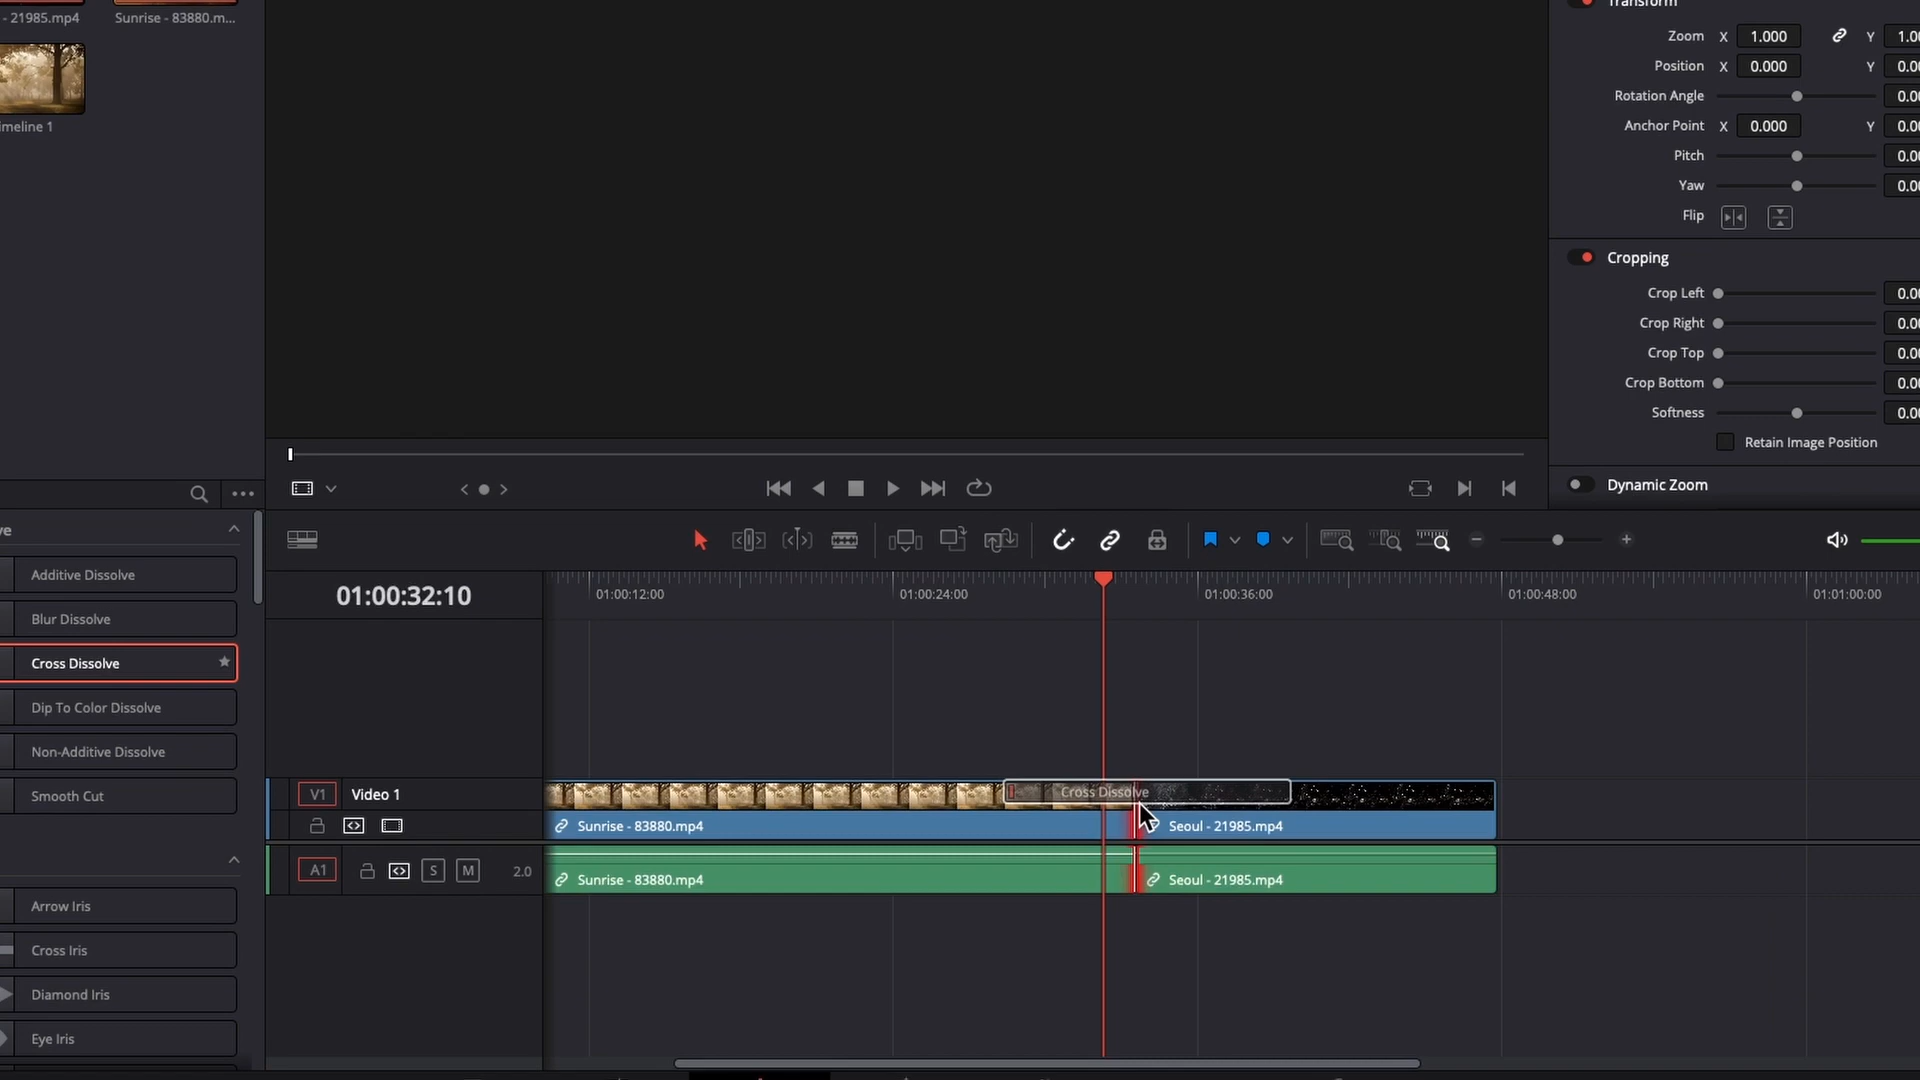 - 21985.mp4
Sunrise - 83880.m...
imeline 1
Transform
Zoom X 1.000 Y 1.00
Position X 0.000 Y 0.00
Rotation Angle 0.00
Anchor Point X 0.000 Y 0.00
Pitch 0.00
Yaw 0.00
Flip
Cropping
Crop Left 0.00
Crop Right 0.00
Crop Top 0.00
Crop Bottom 0.00
Softness 0.00
Retain Image Position
Dynamic Zoom
ve
Additive Dissolve
Blur Dissolve
Cross Dissolve
Dip To Color Dissolve
Non-Additive Dissolve
Smooth Cut
Arrow Iris
Cross Iris
Diamond Iris
Eye Iris
01:00:32:10
01:00:12:00
01:00:24:00
01:00:36:00
01:00:48:00
01:01:00:00
V1 Video 1
Cross Dissolve
Sunrise - 83880.mp4
Seoul - 21985.mp4
A1 S M 2.0
Sunrise - 83880.mp4
Seoul - 21985.mp4